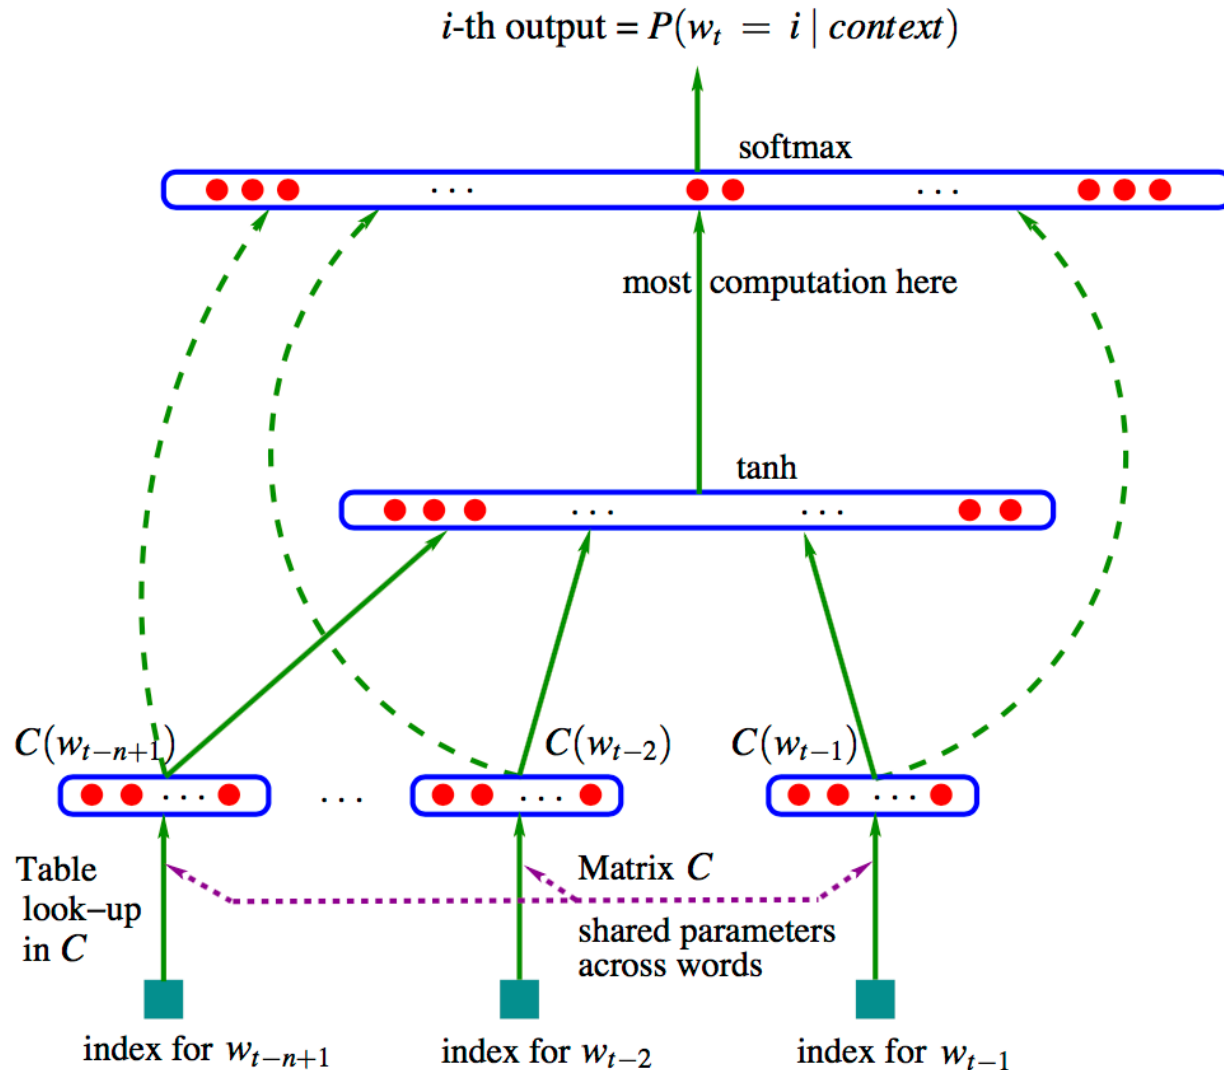 i-th output = P(w_t = i | context)
softmax
... ...
most computation here
tanh
... ...
C(w_{t−n+1}) C(w_{t−2}) C(w_{t−1})
... ... ... ...
Table
look−up
in C
Matrix C
shared parameters
across words
index for w_{t−n+1} index for w_{t−2} index for w_{t−1}